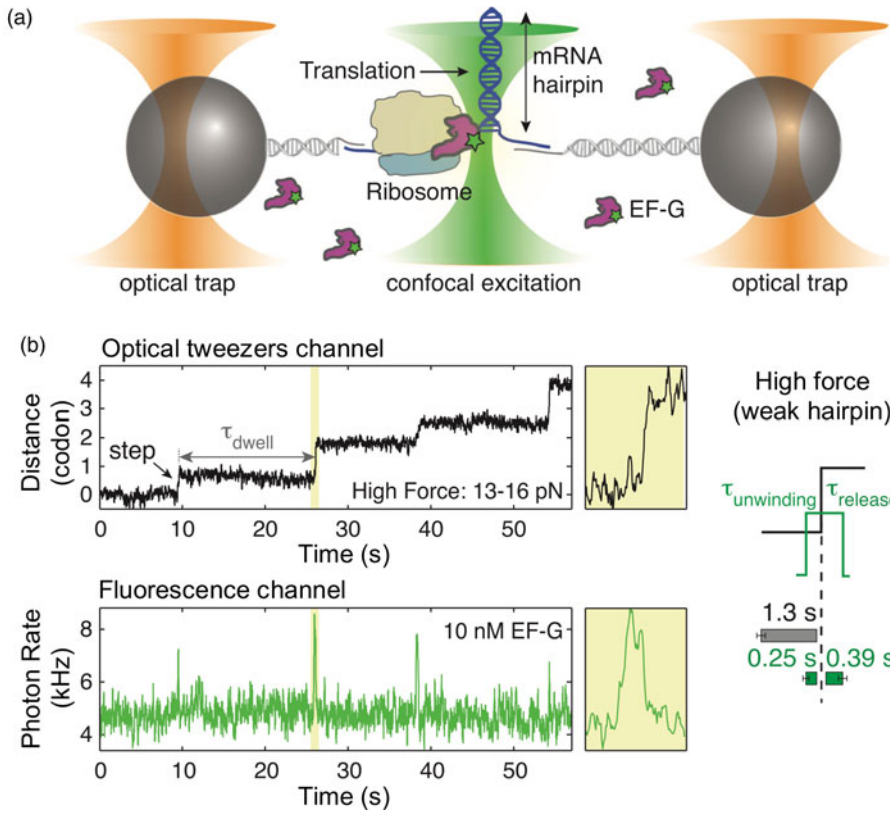 (a)
Translation
mRNA
hairpin
Ribosome
EF-G
optical trap
confocal excitation
optical trap
(b)
Optical tweezers channel
Distance
(codon)
4
3
2
1
0
step
τdwell
High Force: 13-16 pN
0
10
20
30
40
50
Time (s)
Fluorescence channel
Photon Rate
(kHz)
8
6
4
10 nM EF-G
0
10
20
30
40
50
Time (s)
High force
(weak hairpin)
τunwinding
τrelease
1.3 s
0.25 s
0.39 s